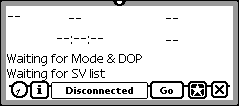 -- -- --
--:--:-- --
Waiting for Mode & DOP
Waiting for SV list
i Disconnected Go